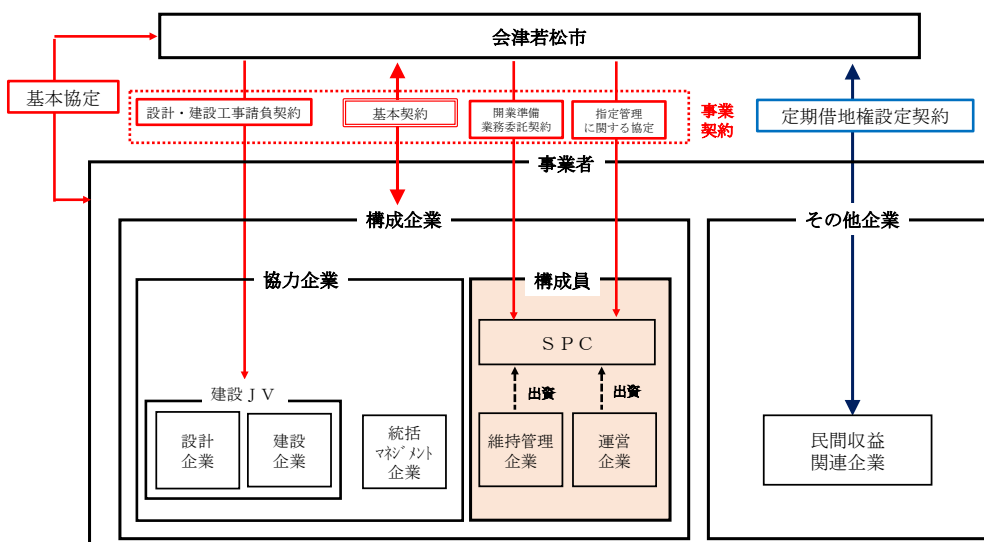 会津若松市
基本協定
設計・建設工事請負契約
基本契約
開業準備
業務委託契約
指定管理
に関する協定
事業
契約
定期借地権設定契約
事業者
構成企業
その他企業
協力企業
構成員
ＳＰＣ
出資
出資
建設ＪＶ
設計
企業
建設
企業
統括
ﾏﾈｼﾞﾒﾝﾄ
企業
維持管理
企業
運営
企業
民間収益
関連企業